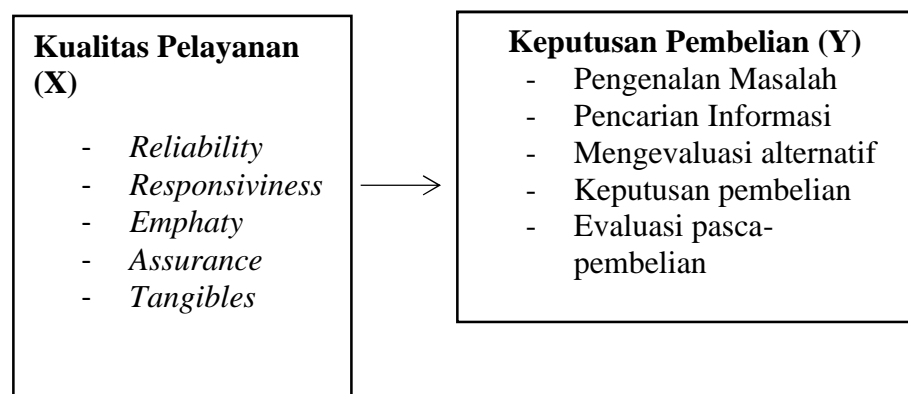 Kualitas Pelayanan
(X)
- Reliability
- Responsiviness
- Emphaty
- Assurance
- Tangibles
Keputusan Pembelian (Y)
- Pengenalan Masalah
- Pencarian Informasi
- Mengevaluasi alternatif
- Keputusan pembelian
- Evaluasi pasca-
pembelian